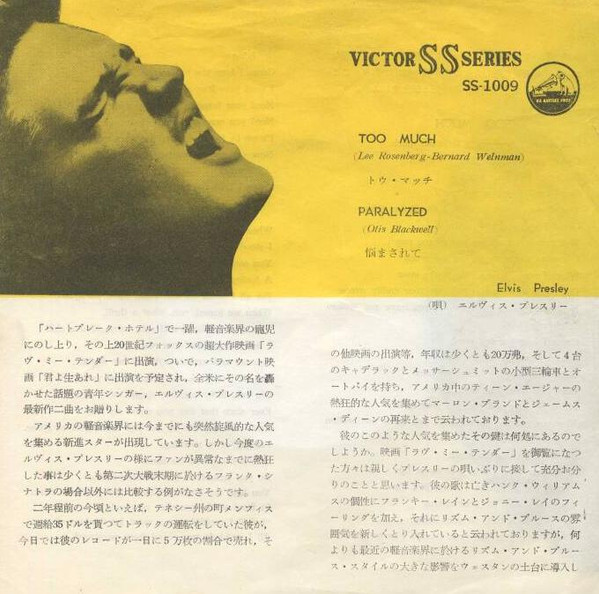 VICTOR SS SERIES
SS-1009
TOO MUCH
(Lee Rosenberg-Bernard Weinman)
トウ・マッチ
PARALYZED
(Otis Blackwell)
悩まされて
Elvis Presley
(唄) エルヴィス・プレスリー
「ハートブレーク・ホテル」で一躍，軽音楽界の寵児
にのし上り，その上20世紀フォックスの超大作映画「ラ
ヴ・ミー・テンダー」に出演，ついで，パラマウント映
画「君よ生あれ」に出演を予定され，全米にその名を轟
かせた話題の青年シンガー，エルヴィス・プレスリーの
最新作二曲をお贈りします。
アメリカの軽音楽界には今までにも突然旋風的な人気
を集める新進スターが出現しています。しかし今度のエ
ルヴィス・プレスリーの様にファンが異常なまでに熱狂
した事は少くとも第二次大戦末期に於けるフランク・シ
ナトラの場合以外には比較する例がなさそうです。
二年程前の今頃といえば，テネシー州の町メンフィス
で週給35ドルを貰つてトラックの運転をしていた彼が，
今日では彼のレコードが一日に5万枚の割合で売れ，そ
の他映画の出演等，年収は少くとも20万弗，そして4台
のキャデラックとメッサーシュミットの小型三輪車とオ
ートバイを持ち，アメリカ中のティーン・エージャーの
熱狂的な人気を集めてマーロン・ブランドとジェームス
・ディーンの再来とまで云われております。
彼のこのような人気を集めたその鍵は何処にあるので
しょうか。映画「ラヴ・ミー・テンダー」を御覧になつ
た方々は親しくプレスリーの唄いぶりに接して充分お分
りのことと思います。彼の歌は亡きハンク・ウィリアム
スの個性にフランキー・レインとジョニー・レイのフィ
ーリングを加え，それにリズム・アンド・ブルースの雰
囲気を新しくとり入れていると云われておりますが，何
よりも最近の軽音楽界に於けるリズム・アンド・ブルー
ス・スタイルの大きな影響をウェスタンの土台に導入し